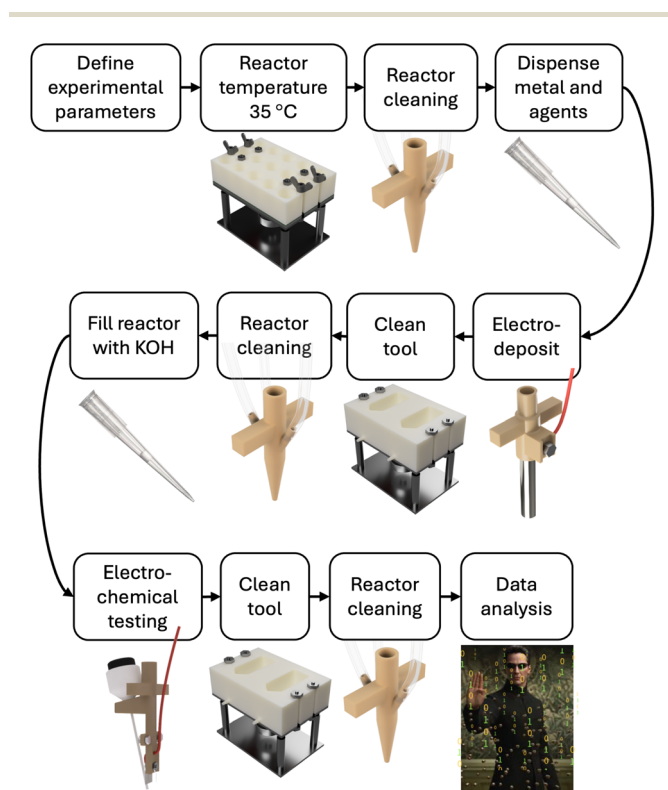 Define
experimental
parameters
Reactor
temperature
35 °C
Reactor
cleaning
Dispense
metal and
agents
Fill reactor
with KOH
Reactor
cleaning
Clean
tool
Electro-
deposit
Electro-
chemical
testing
Clean
tool
Reactor
cleaning
Data
analysis